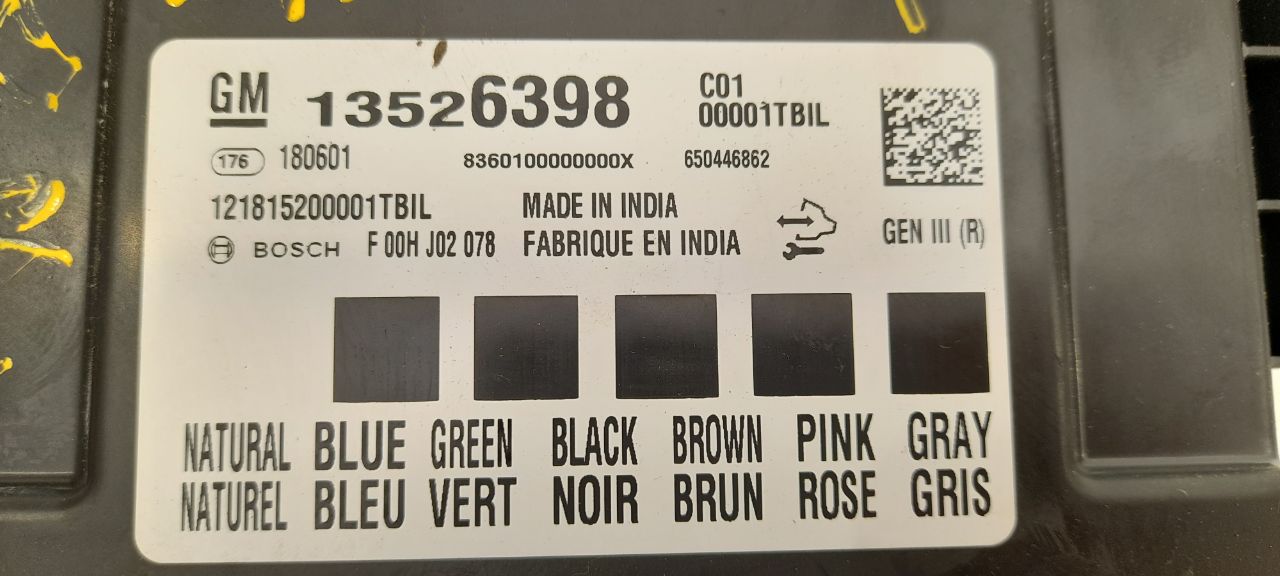 GM 13526398 C01
00001TBIL
176 180601 8360100000000X 650446862
121815200001TBIL MADE IN INDIA
BOSCH F 00H J02 078 FABRIQUE EN INDIA GEN III (R)
NATURAL BLUE GREEN BLACK BROWN PINK GRAY
NATUREL BLEU VERT NOIR BRUN ROSE GRIS